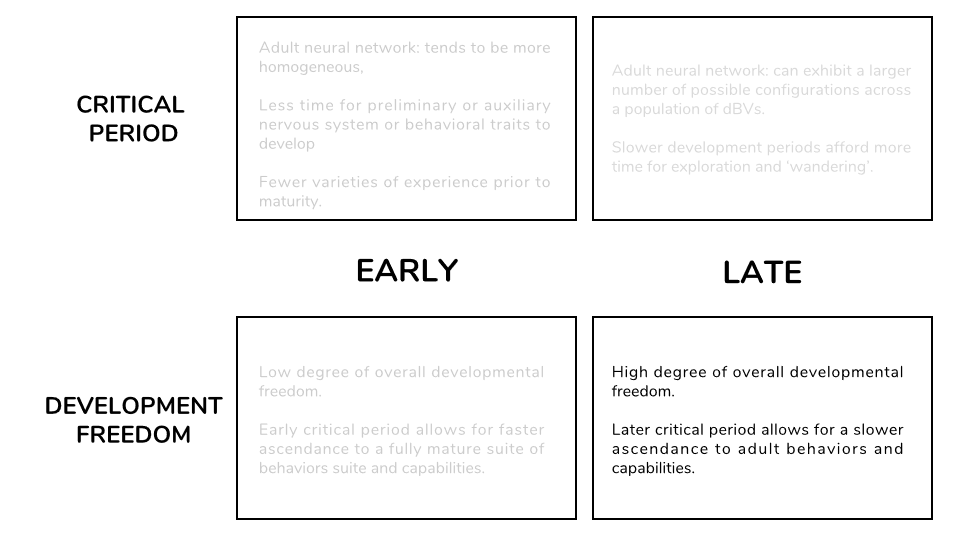 CRITICAL
PERIOD
Adult neural network: tends to be more
homogeneous,
Less time for preliminary or auxiliary
nervous system or behavioral traits to
develop
Fewer varieties of experience prior to
maturity.
Adult neural network: can exhibit a larger
number of possible configurations across
a population of dBVs.
Slower development periods afford more
time for exploration and ‘wandering’.
EARLY
LATE
DEVELOPMENT
FREEDOM
Low degree of overall developmental
freedom.
Early critical period allows for faster
ascendance to a fully mature suite of
behaviors suite and capabilities.
High degree of overall developmental
freedom.
Later critical period allows for a slower
ascendance to adult behaviors and
capabilities.